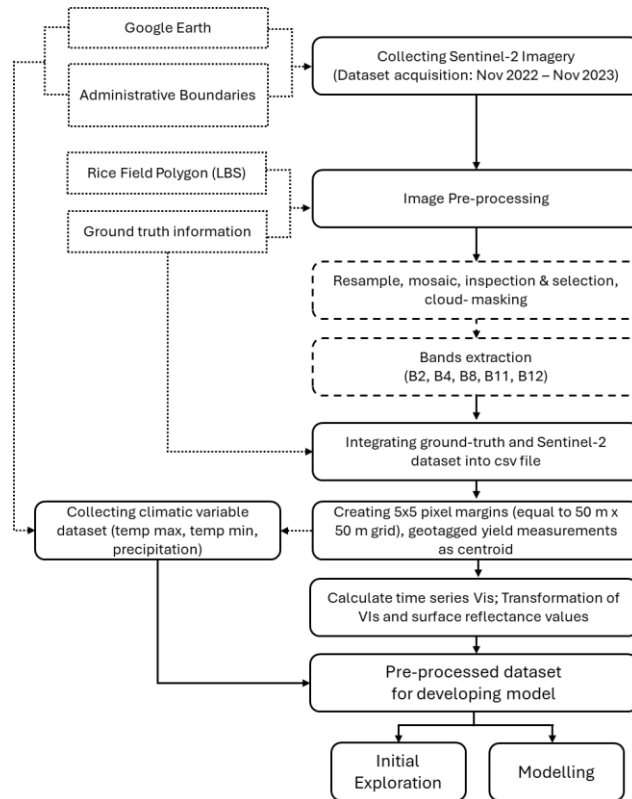 Google Earth
Administrative Boundaries
Collecting Sentinel-2 Imagery
(Dataset acquisition: Nov 2022 – Nov 2023)
Rice Field Polygon (LBS)
Ground truth information
Image Pre-processing
Resample, mosaic, inspection & selection,
cloud- masking
Bands extraction
(B2, B4, B8, B11, B12)
Integrating ground-truth and Sentinel-2
dataset into csv file
Collecting climatic variable
dataset (temp max, temp min,
precipitation)
Creating 5x5 pixel margins (equal to 50 m x
50 m grid), geotagged yield measurements
as centroid
Calculate time series Vis; Transformation of
VIs and surface reflectance values
Pre-processed dataset
for developing model
Initial
Exploration
Modelling